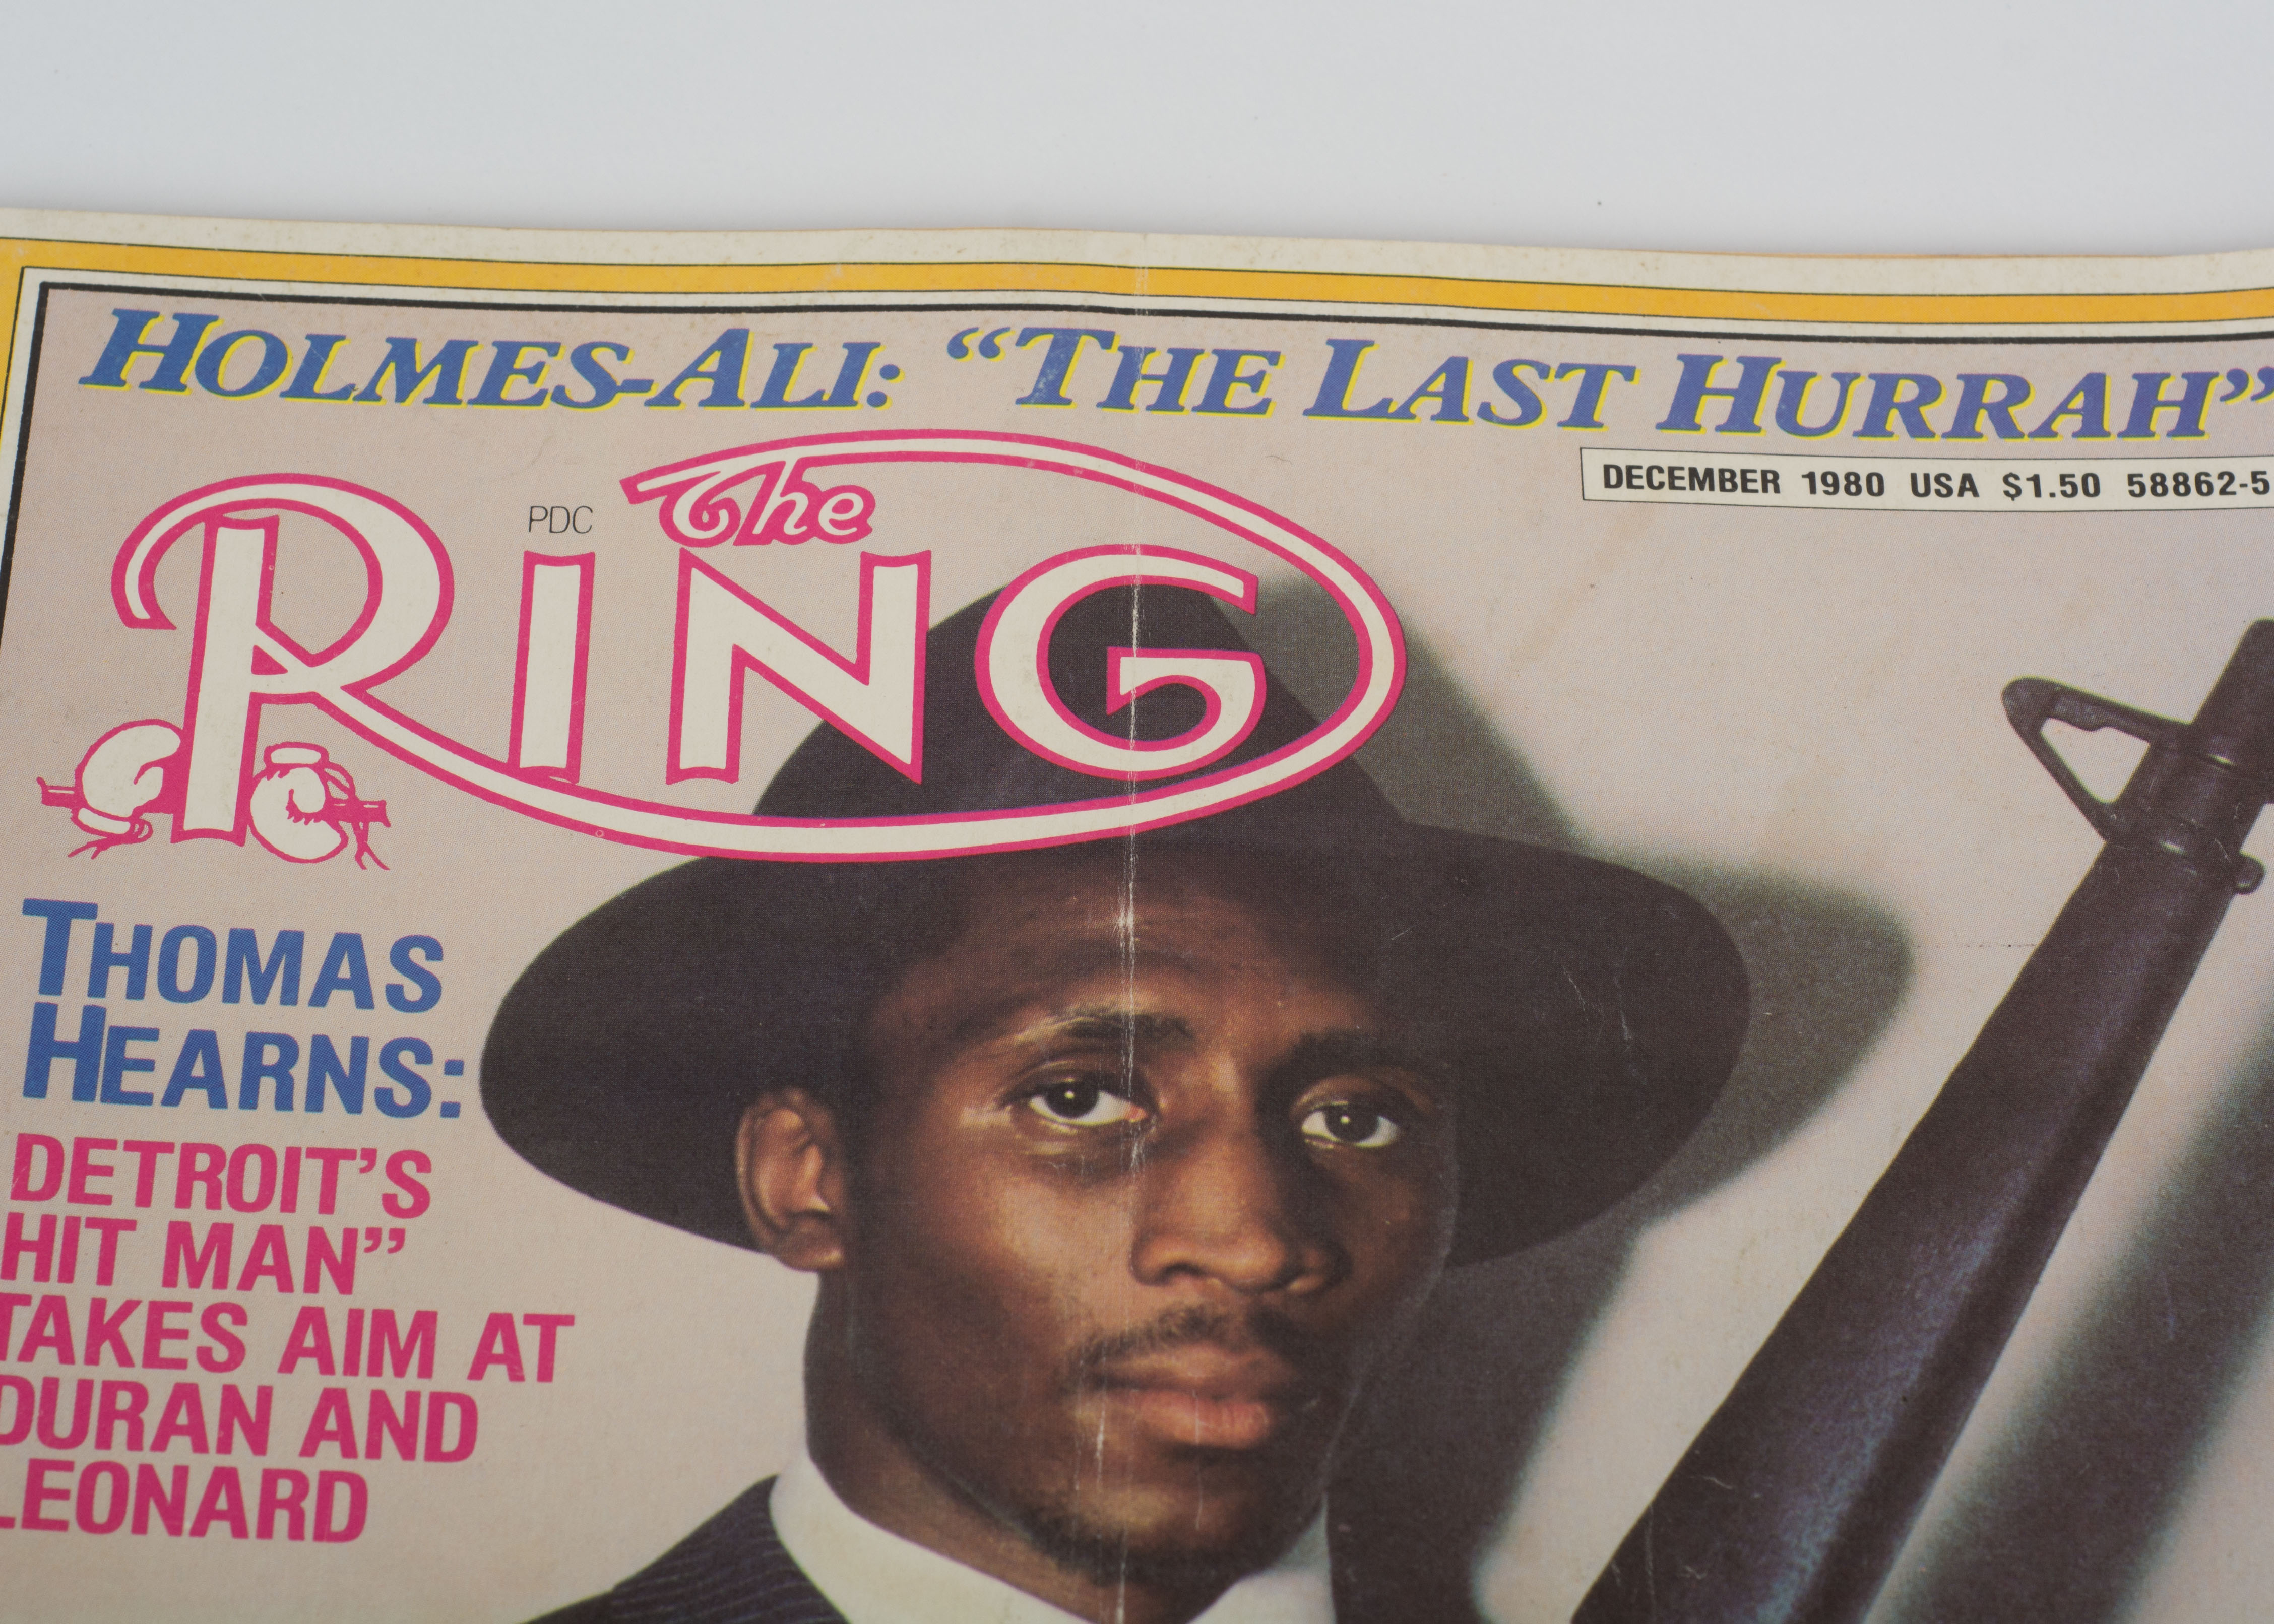 HOLMES-ALI: “THE LAST HURRAH”
DECEMBER 1980 USA $1.50 58862-5
PDC
The
RING
THOMAS
HEARNS:
DETROIT’S
HIT MAN”
TAKES AIM AT
DURAN AND
LEONARD